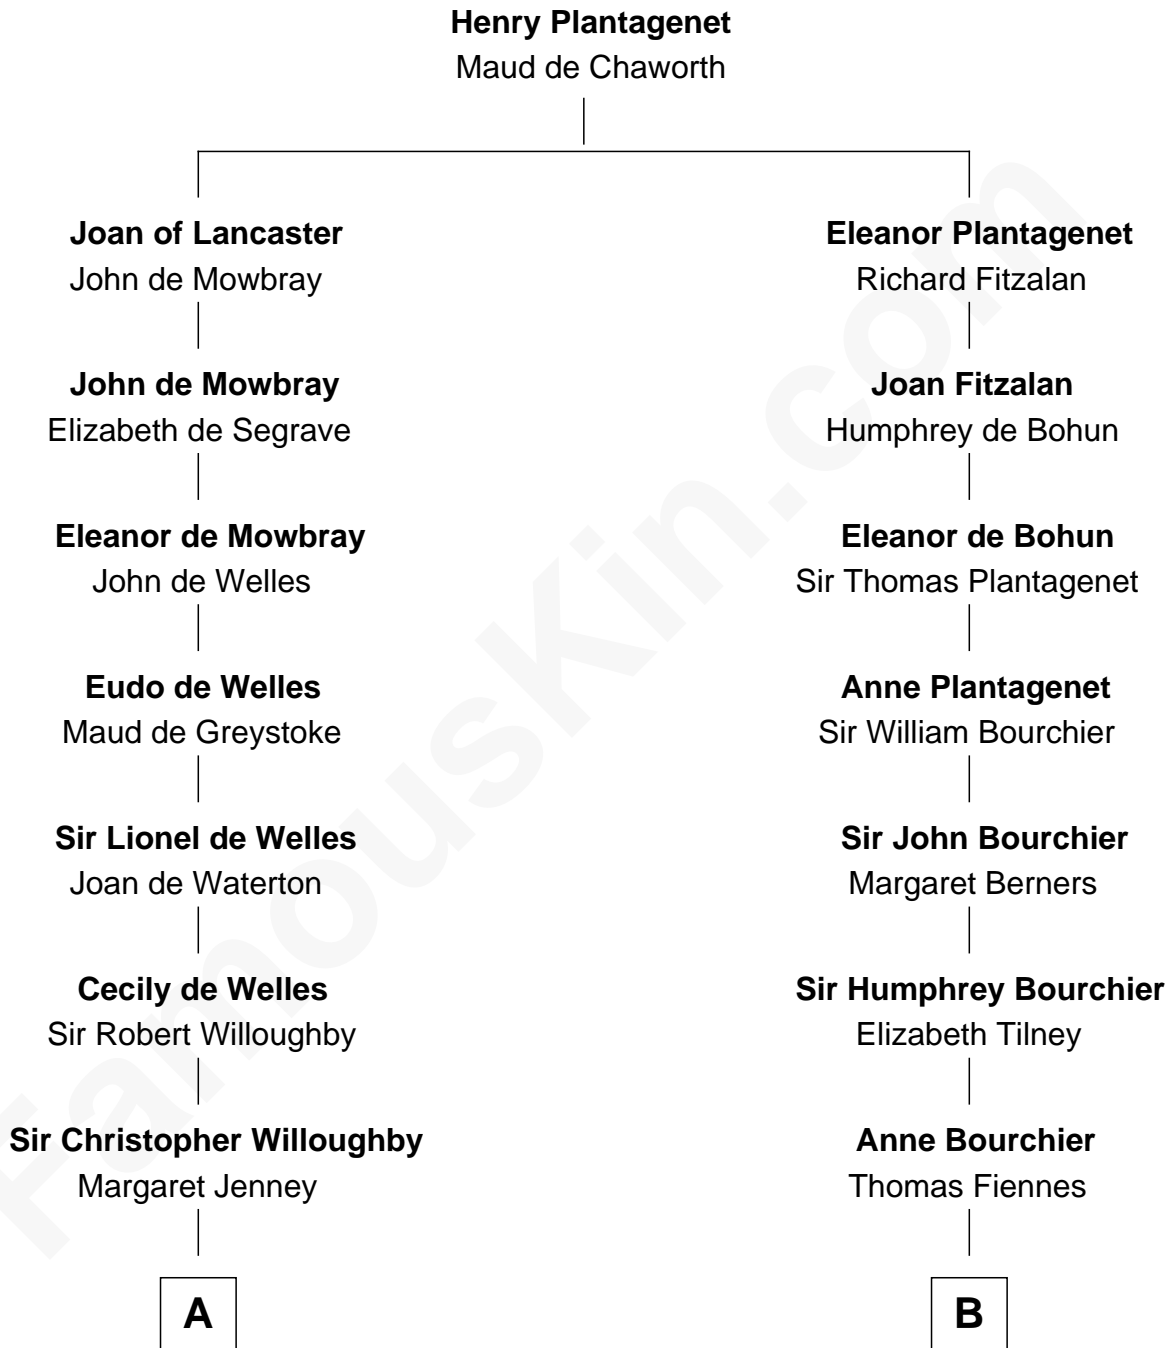 Henry Plantagenet
Maud de Chaworth
Joan of Lancaster
John de Mowbray
Eleanor Plantagenet
Richard Fitzalan
John de Mowbray
Elizabeth de Segrave
Joan Fitzalan
Humphrey de Bohun
Eleanor de Mowbray
John de Welles
Eleanor de Bohun
Sir Thomas Plantagenet
Eudo de Welles
Maud de Greystoke
Anne Plantagenet
Sir William Bourchier
Sir Lionel de Welles
Joan de Waterton
Sir John Bourchier
Margaret Berners
Cecily de Welles
Sir Robert Willoughby
Sir Humphrey Bourchier
Elizabeth Tilney
Sir Christopher Willoughby
Margaret Jenney
Anne Bourchier
Thomas Fiennes
A
B
FamousKin.com